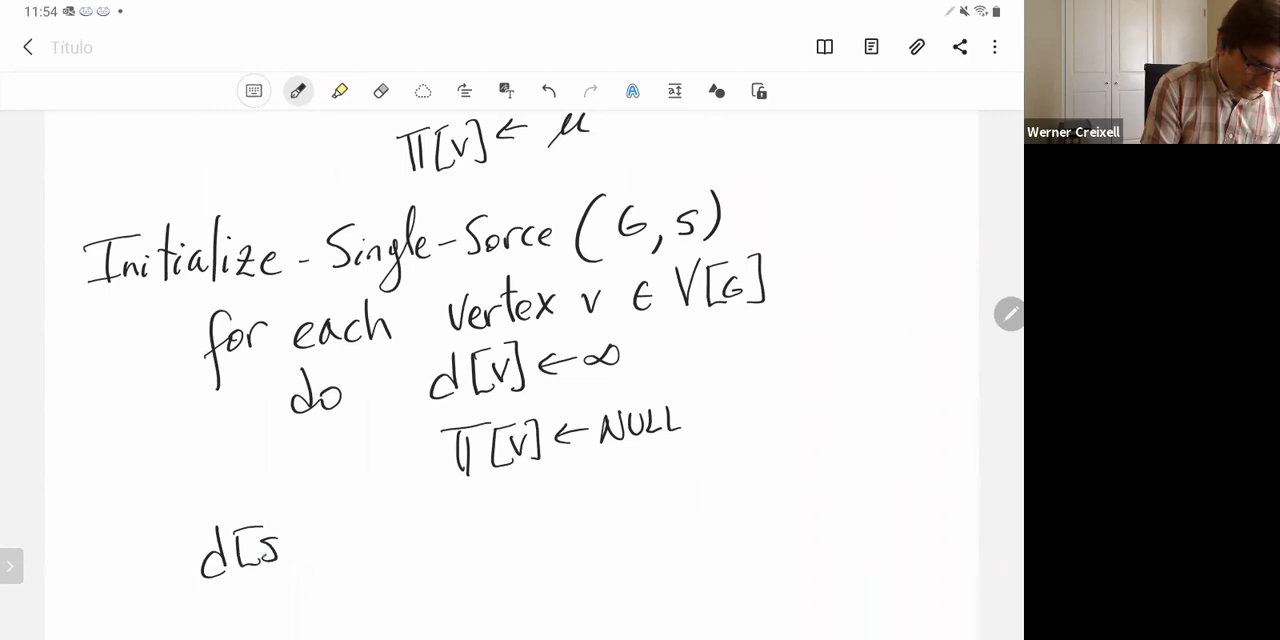 11:54
Título
π[v] ← u
Initialize-Single-Sorce (G,s)
for each vertex v ∈ V[G]
do d[v] ← ∞
π[v] ← NULL
d[s
Werner Creixell